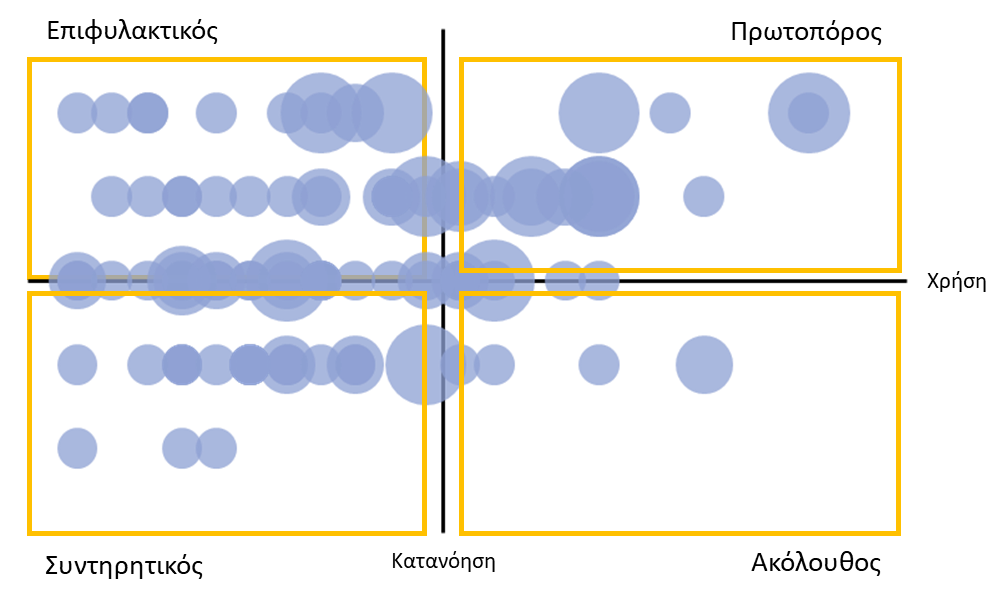 Επιφυλακτικός
Πρωτοπόρος
Χρήση
Συντηρητικός
Κατανόηση
Ακόλουθος